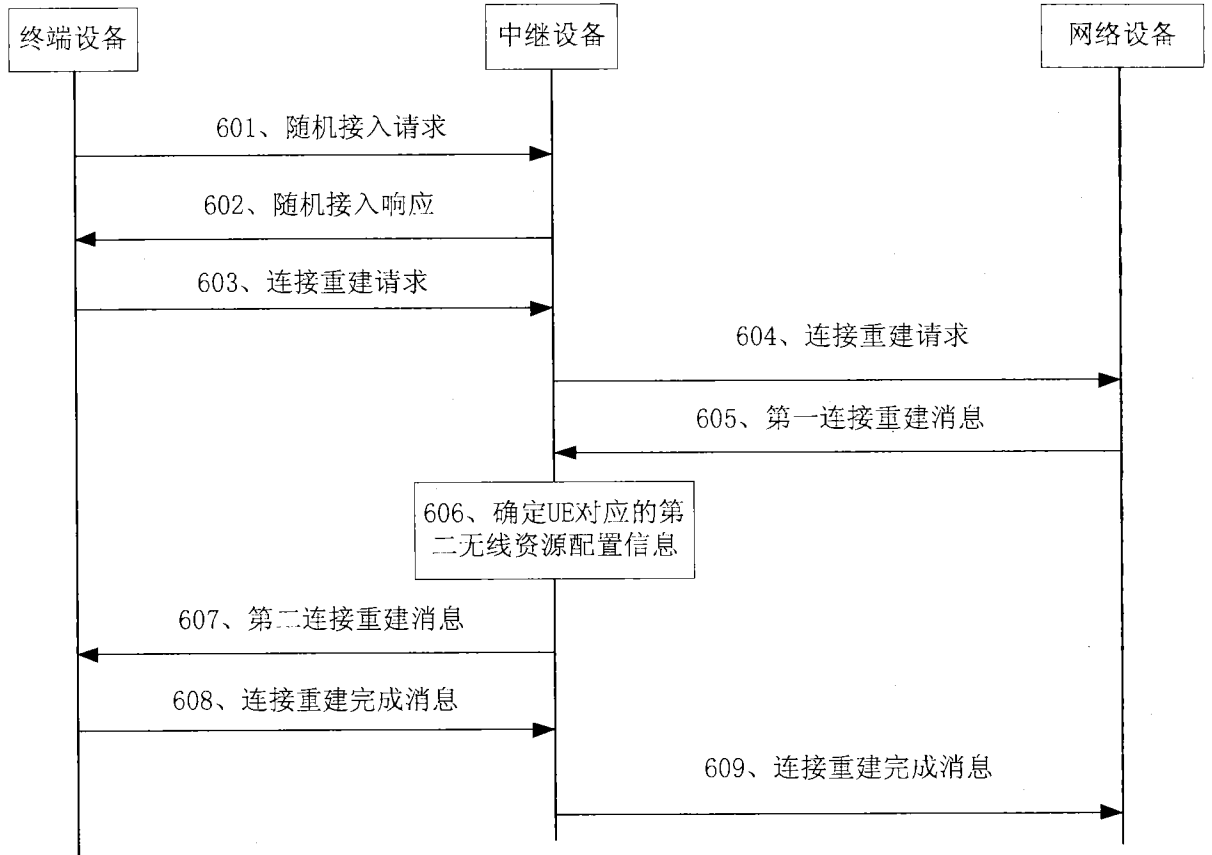 终端设备
中继设备
网络设备
601、随机接入请求
602、随机接入响应
603、连接重建请求
604、连接重建请求
605、第一连接重建消息
606、确定UE对应的第
二无线资源配置信息
607、第二连接重建消息
608、连接重建完成消息
609、连接重建完成消息